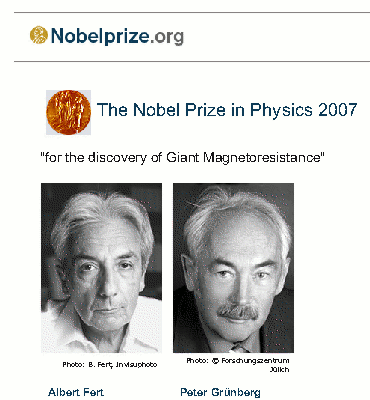 Nobelprize.org
The Nobel Prize in Physics 2007
"for the discovery of Giant Magnetoresistance"
Photo: B. Fert, Invisuphoto
Photo: © Forschungszentrum
Jülich
Albert Fert
Peter Grünberg